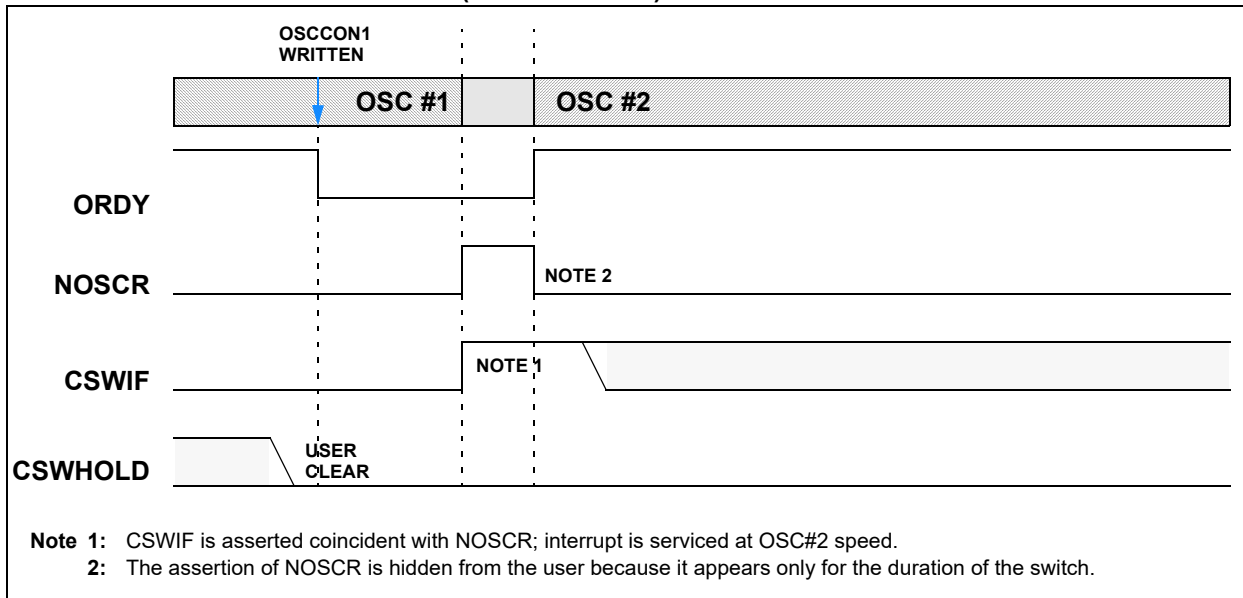 OSCCON1
WRITTEN
OSC #1
OSC #2
ORDY
NOSCR
NOTE 2
CSWIF
NOTE 1
CSWHOLD
USER
CLEAR
Note 1: CSWIF is asserted coincident with NOSCR; interrupt is serviced at OSC#2 speed.
2: The assertion of NOSCR is hidden from the user because it appears only for the duration of the switch.